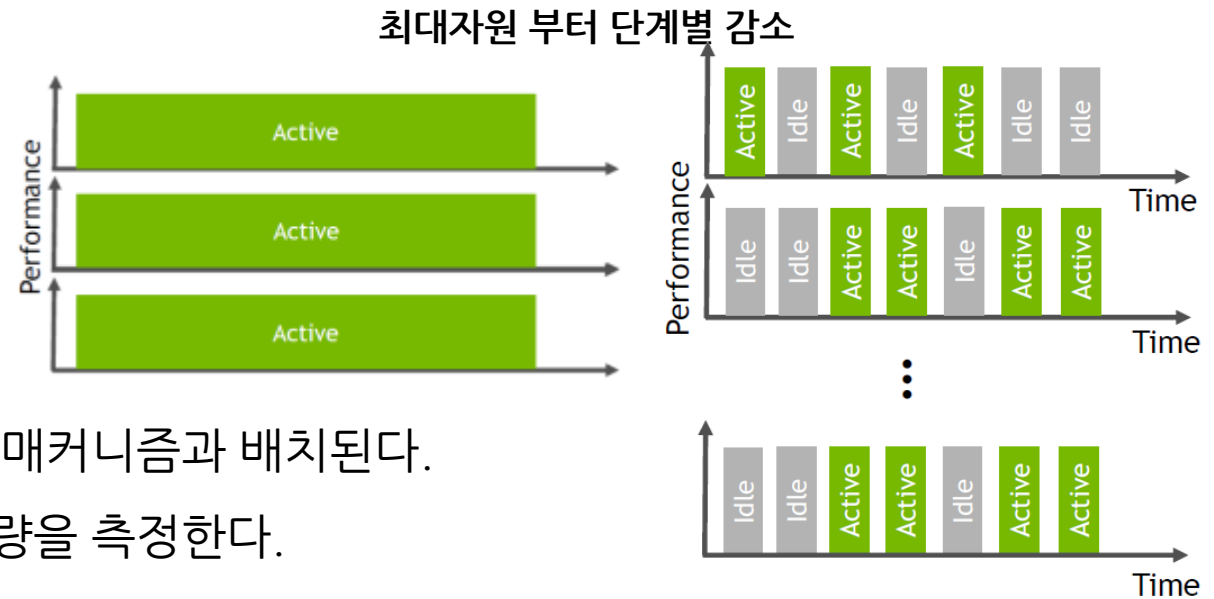 최대자원 부터 단계별 감소
Performance
Active
Active
Active
Performance
Active Idle Active Idle Active Idle Idle
Time
Idle Idle Active Active Idle Active Active
Time
...
Idle Idle Active Active Idle Active Active
Time
매커니즘과 배치된다.
량을 측정한다.